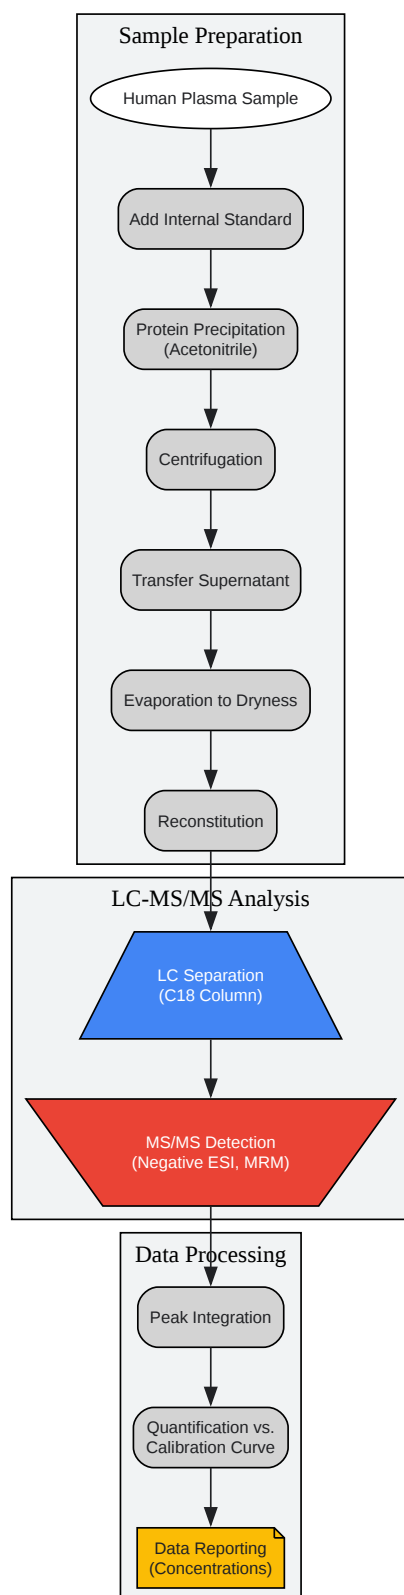 Sample Preparation
Human Plasma Sample
Add Internal Standard
Protein Precipitation
(Acetonitrile)
Centrifugation
Transfer Supernatant
Evaporation to Dryness
Reconstitution
LC-MS/MS Analysis
LC Separation
(C18 Column)
MS/MS Detection
(Negative ESI, MRM)
Data Processing
Peak Integration
Quantification vs.
Calibration Curve
Data Reporting
(Concentrations)